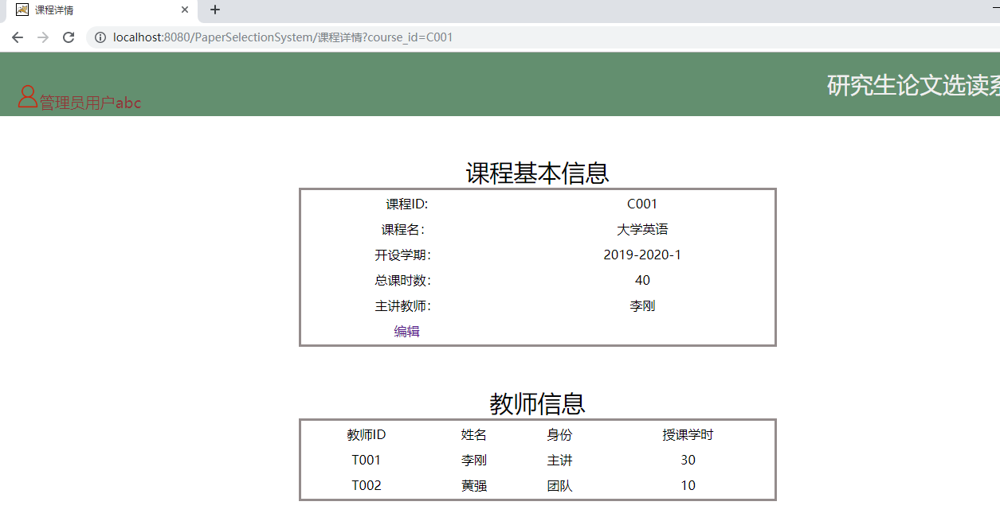 课程详情
localhost:8080/PaperSelectionSystem/课程详情?course_id=C001
管理员用户abc
研究生论文选读系
课程基本信息
课程ID: C001
课程名： 大学英语
开设学期： 2019-2020-1
总课时数： 40
主讲教师： 李刚
编辑
教师信息
教师ID 姓名 身份 授课学时
T001 李刚 主讲 30
T002 黄强 团队 10